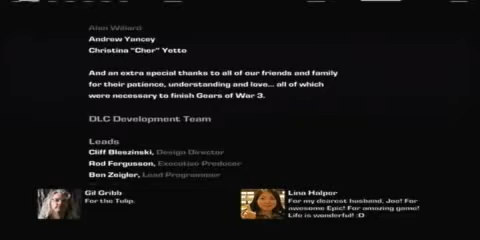 Alan Willard
Andrew Yancey
Christina "Cher" Yetto
And an extra special thanks to all of our friends and family
for their patience, understanding and love... all of which
were necessary to finish Gears of War 3.
DLC Development Team
Leads
Cliff Bleszinski, Design Director
Rod Fergusson, Executive Producer
Ben Zeigler, Lead Programmer
Gil Gribb
For the Tulip.
Lina Halper
For my dearest husband, Joe! For
awesome Epic! For amazing game!
Life is wonderful! :D